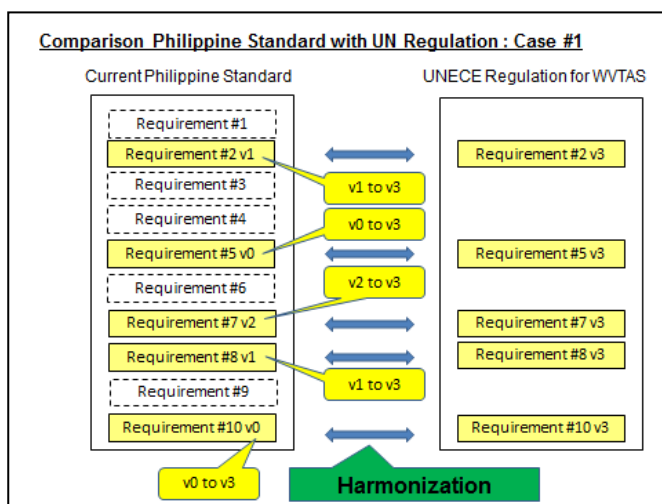 Comparison Philippine Standard with UN Regulation : Case #1
Current Philippine Standard
UNECE Regulation for WVTAS
Requirement #1
Requirement #2 v1
Requirement #2 v3
Requirement #3
v1 to v3
Requirement #4
v0 to v3
Requirement #5 v0
Requirement #5 v3
Requirement #6
v2 to v3
Requirement #7 v2
Requirement #7 v3
Requirement #8 v1
Requirement #8 v3
Requirement #9
v1 to v3
Requirement #10 v0
Requirement #10 v3
v0 to v3
Harmonization